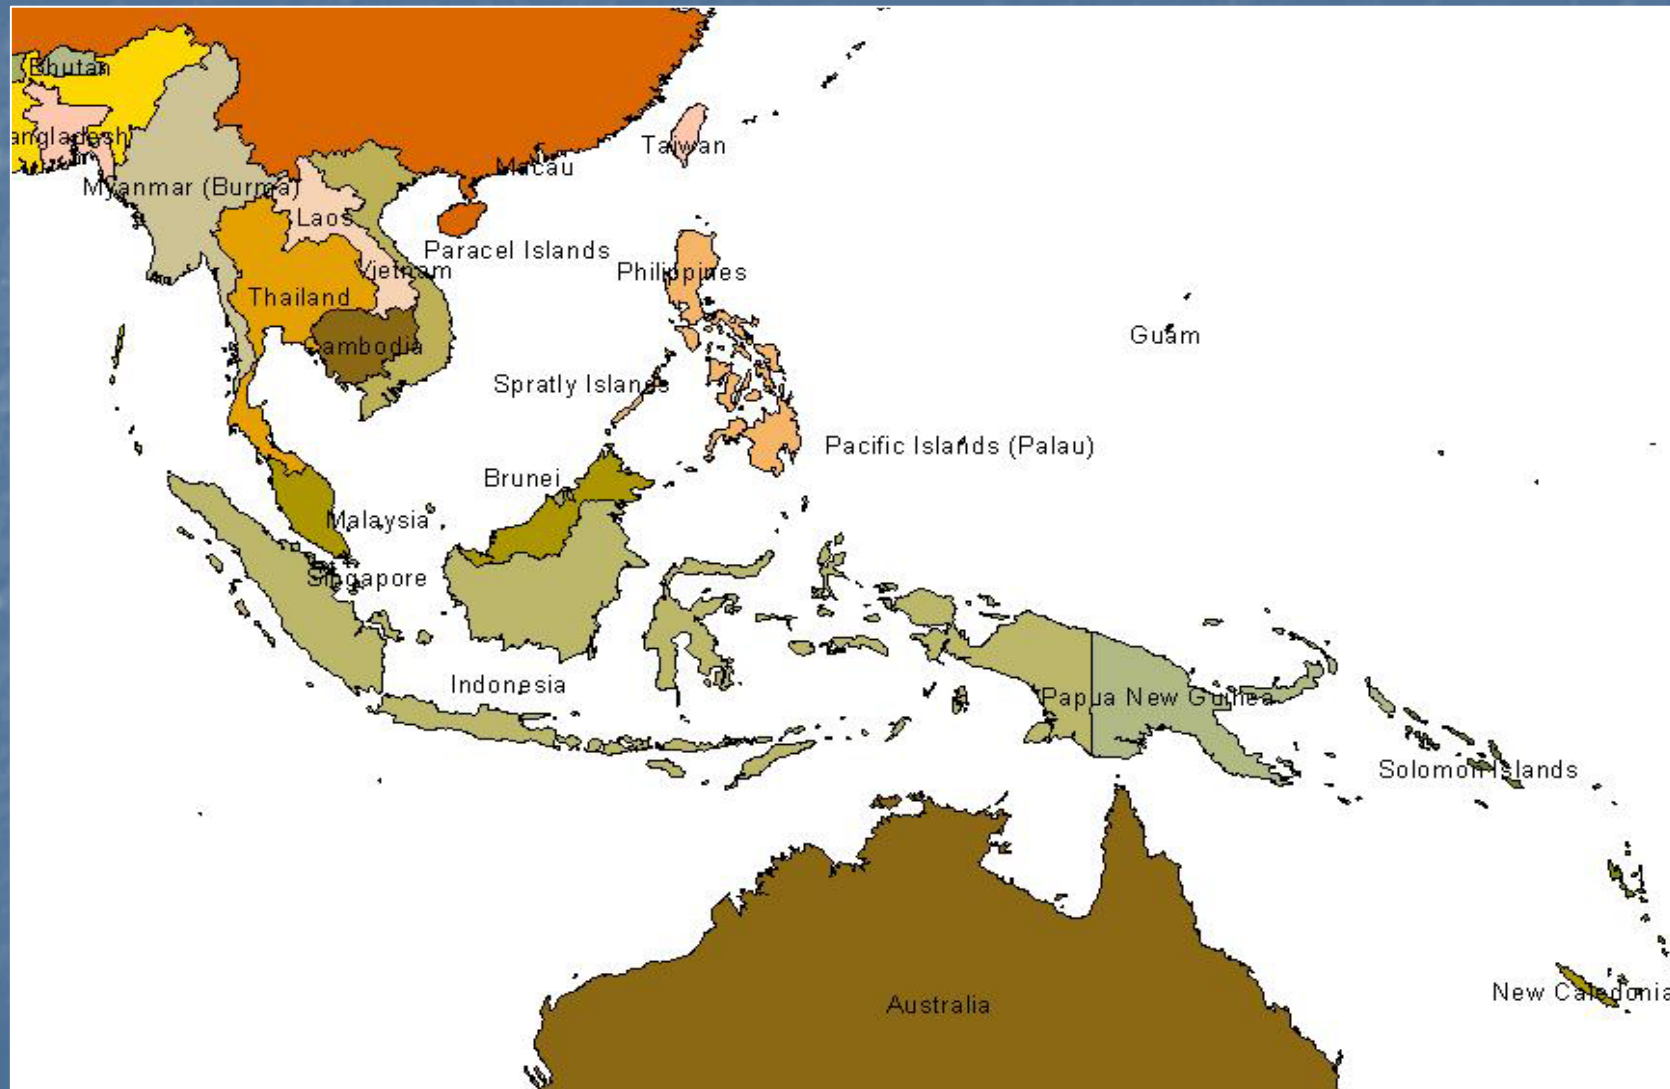 Bhutan
angladesh
Macau
Taiwan
Myanmar (Burma)
Laos
Paracel Islands
Vietnam
Philippines
Thailand
Guam
Cambodia
Spratly Islands
Pacific Islands (Palau)
Brunei
Malaysia
Singapore
Indonesia
Papua New Guinea
Solomon Islands
New Caledonia
Australia